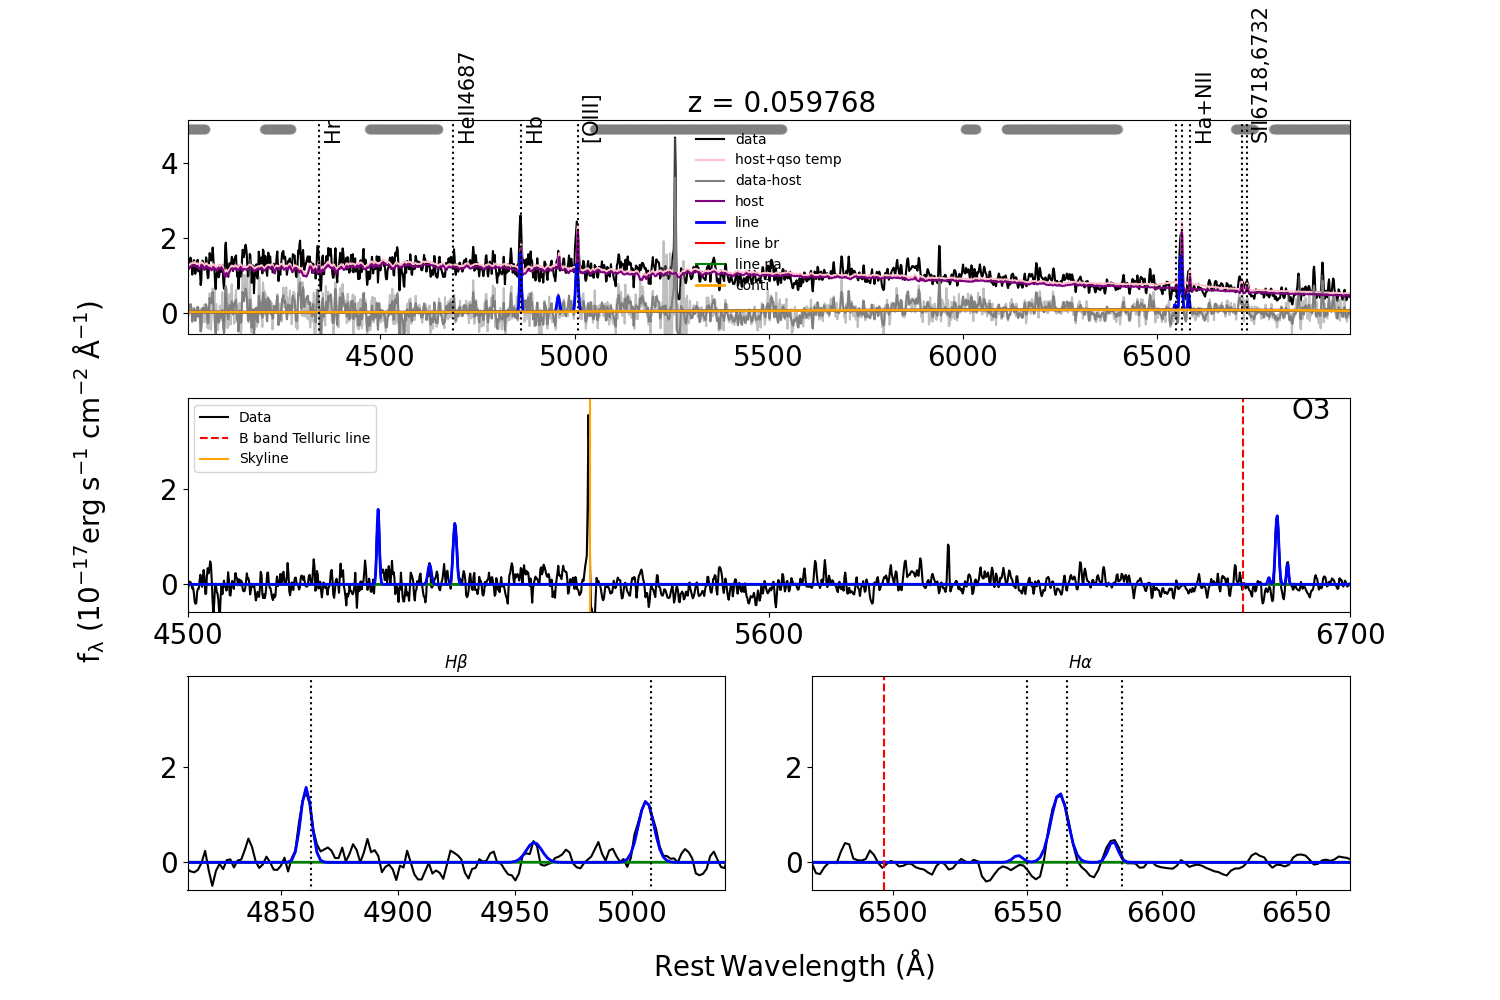 z = 0.059768
Hr
HeII4687
Hb
[OIII]
Ha+NII
SII6718,6732
data
host+qso temp
data-host
host
line
line br
line na
conti
4
2
0
4500
5000
5500
6000
6500
fλ (10⁻¹⁷erg s⁻¹ cm⁻² Å⁻¹)
Data
B band Telluric line
Skyline
O3
2
0
4500
5600
6700
Hβ
2
0
4850
4900
4950
5000
Hα
2
0
6500
6550
6600
6650
Rest Wavelength (Å)